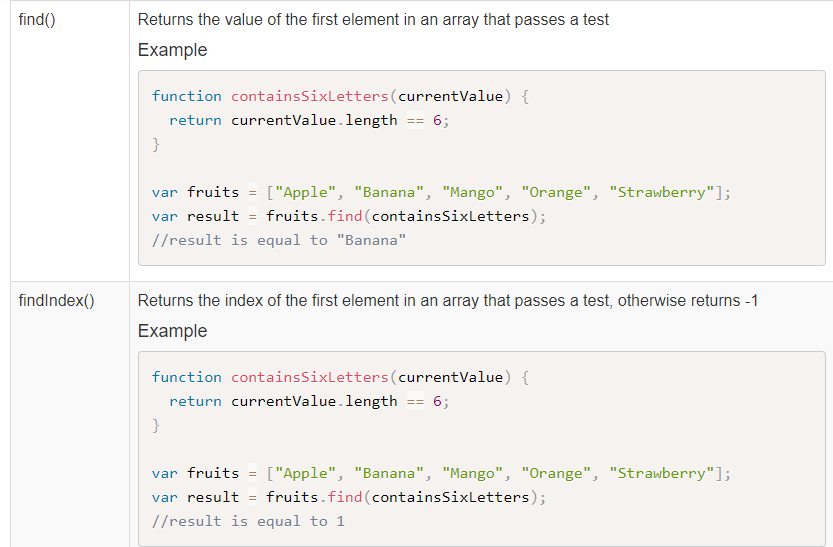 find()
Returns the value of the first element in an array that passes a test
Example
function containsSixLetters(currentValue) {
  return currentValue.length == 6;
}
var fruits = ["Apple", "Banana", "Mango", "Orange", "Strawberry"];
var result = fruits.find(containsSixLetters);
//result is equal to "Banana"
findIndex()
Returns the index of the first element in an array that passes a test, otherwise returns -1
Example
function containsSixLetters(currentValue) {
  return currentValue.length == 6;
}
var fruits = ["Apple", "Banana", "Mango", "Orange", "Strawberry"];
var result = fruits.find(containsSixLetters);
//result is equal to 1